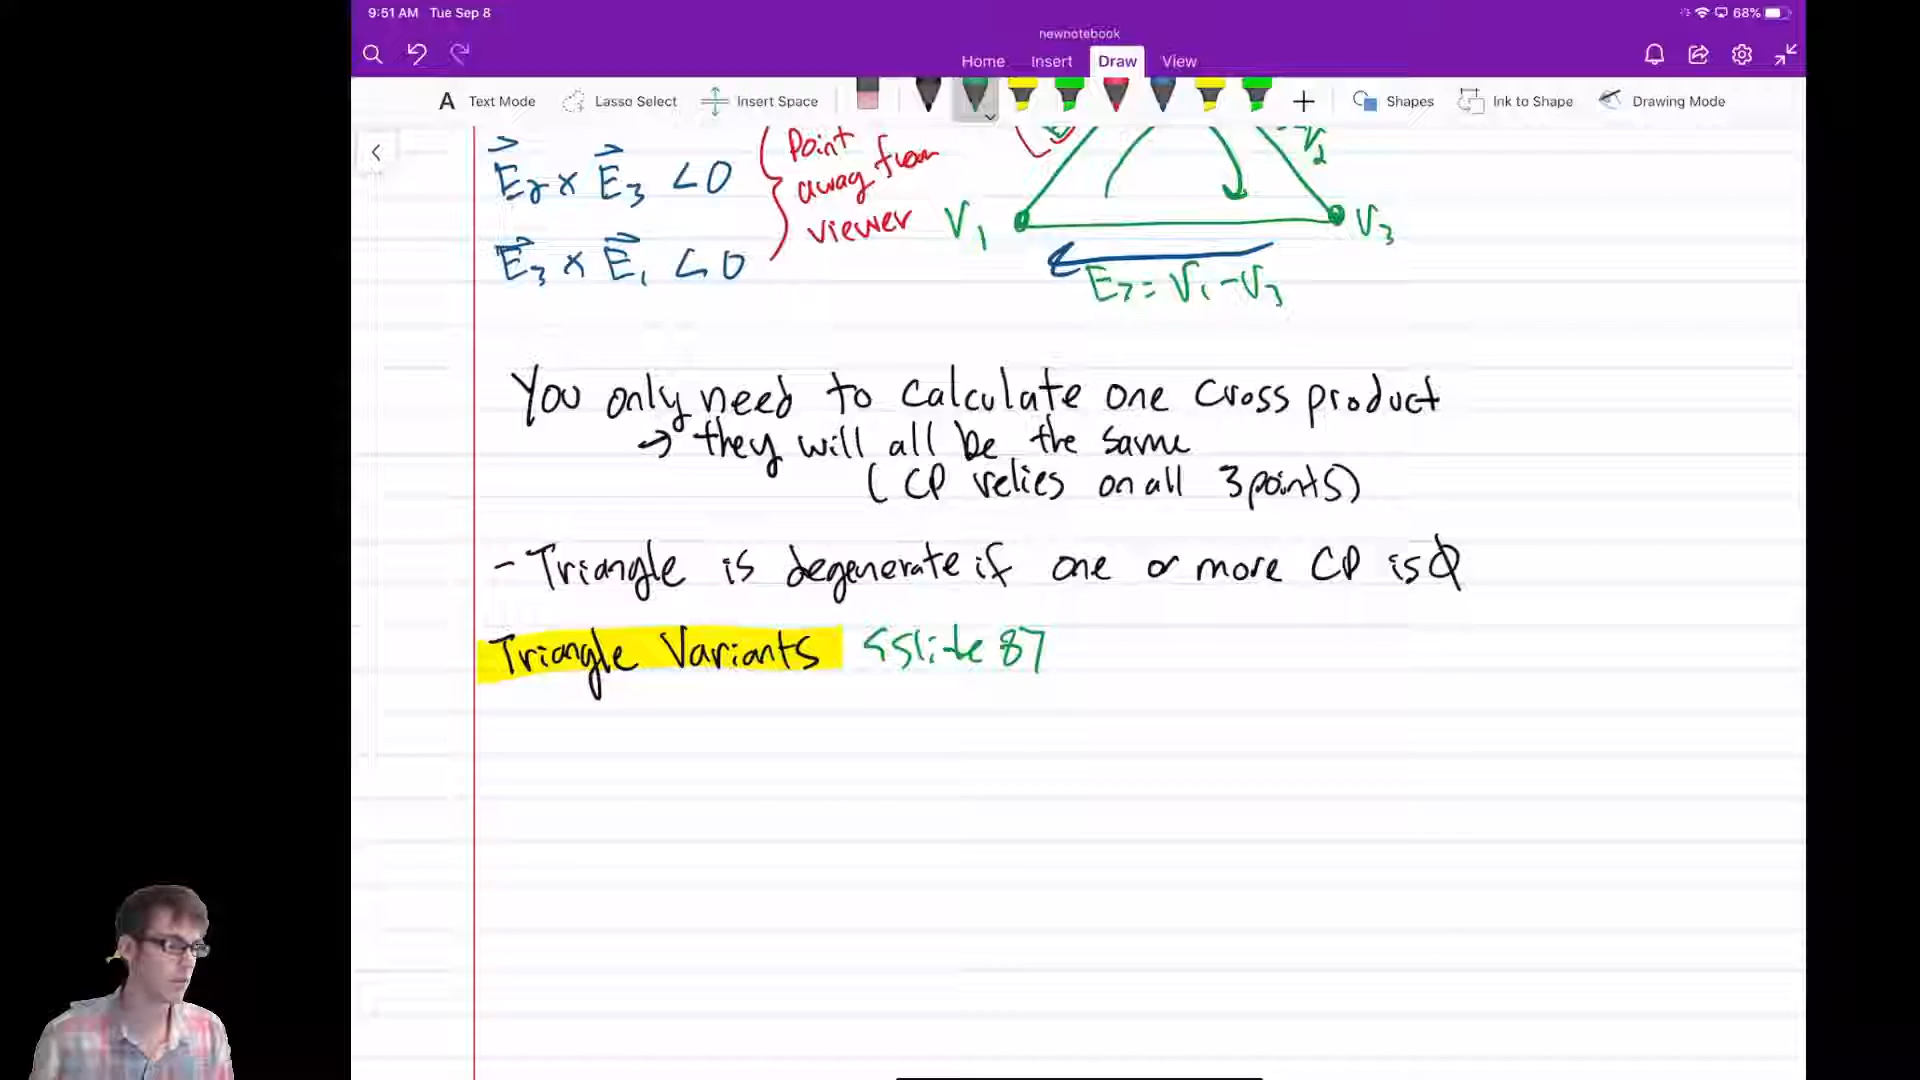 9:51 AM Tue Sep 8
68%
newnotebook
Home Insert Draw View
A Text Mode Lasso Select Insert Space Shapes Ink to Shape Drawing Mode
E2 x E3 <0
Point
away from
viewer
V2
V1
V3
E3 x E1 <0
E3 = V1 - V3
You only need to calculate one cross product
→ they will all be the same
(CP relies on all 3 points)
- Triangle is degenerate if one or more CP is 0
Triangle Variants
Slide 87